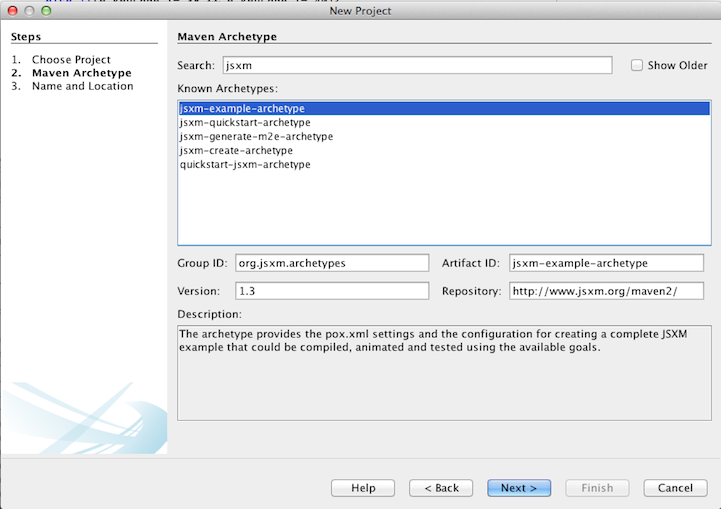 New Project
Steps
1. Choose Project
2. Maven Archetype
3. Name and Location
Maven Archetype
Search: jsxm Show Older
Known Archetypes:
jsxm-example-archetype
jsxm-quickstart-archetype
jsxm-generate-m2e-archetype
jsxm-create-archetype
quickstart-jsxm-archetype
Group ID: org.jsxm.archetypes Artifact ID: jsxm-example-archetype
Version: 1.3 Repository: http://www.jsxm.org/maven2/
Description:
The archetype provides the pox.xml settings and the configuration for creating a complete JSXM
example that could be compiled, animated and tested using the available goals.
Help < Back Next > Finish Cancel